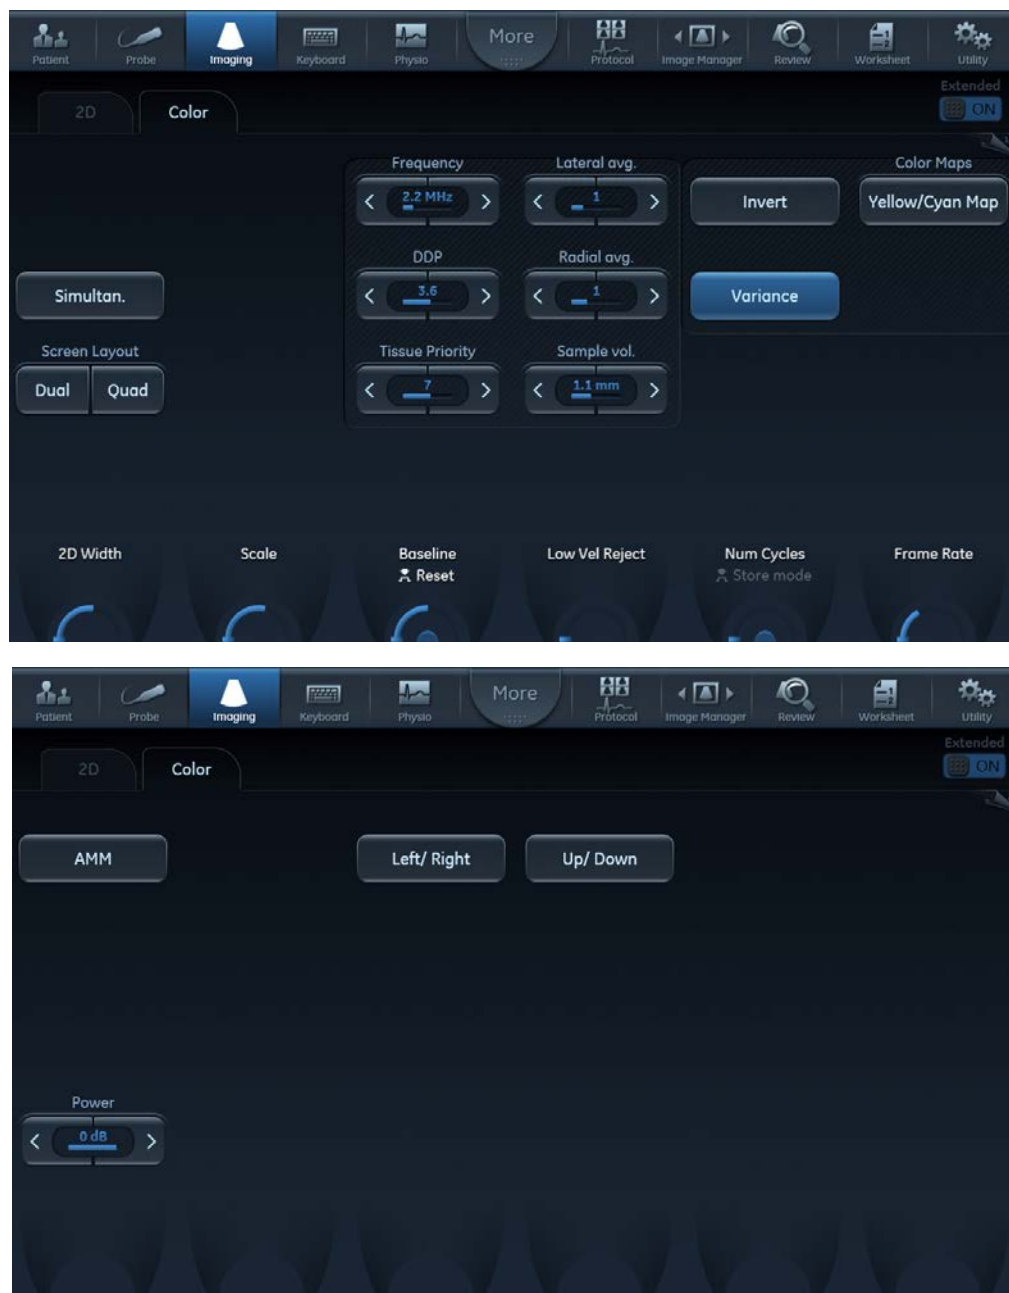 Patient Probe Imaging Keyboard Physio More Protocol Image Manager Review Worksheet Utility
2D Color
Extended
ON
Frequency Lateral avg. Color Maps
2.2 MHz 1 Invert Yellow/Cyan Map
DDP Radial avg.
Simultan. 3.6 1 Variance
Screen Layout Tissue Priority Sample vol.
Dual Quad 7 1.1 mm
2D Width Scale Baseline Low Vel Reject Num Cycles Frame Rate
Reset Store mode
Patient Probe Imaging Keyboard Physio More Protocol Image Manager Review Worksheet Utility
2D Color
Extended
ON
AMM Left/ Right Up/ Down
Power
0 dB